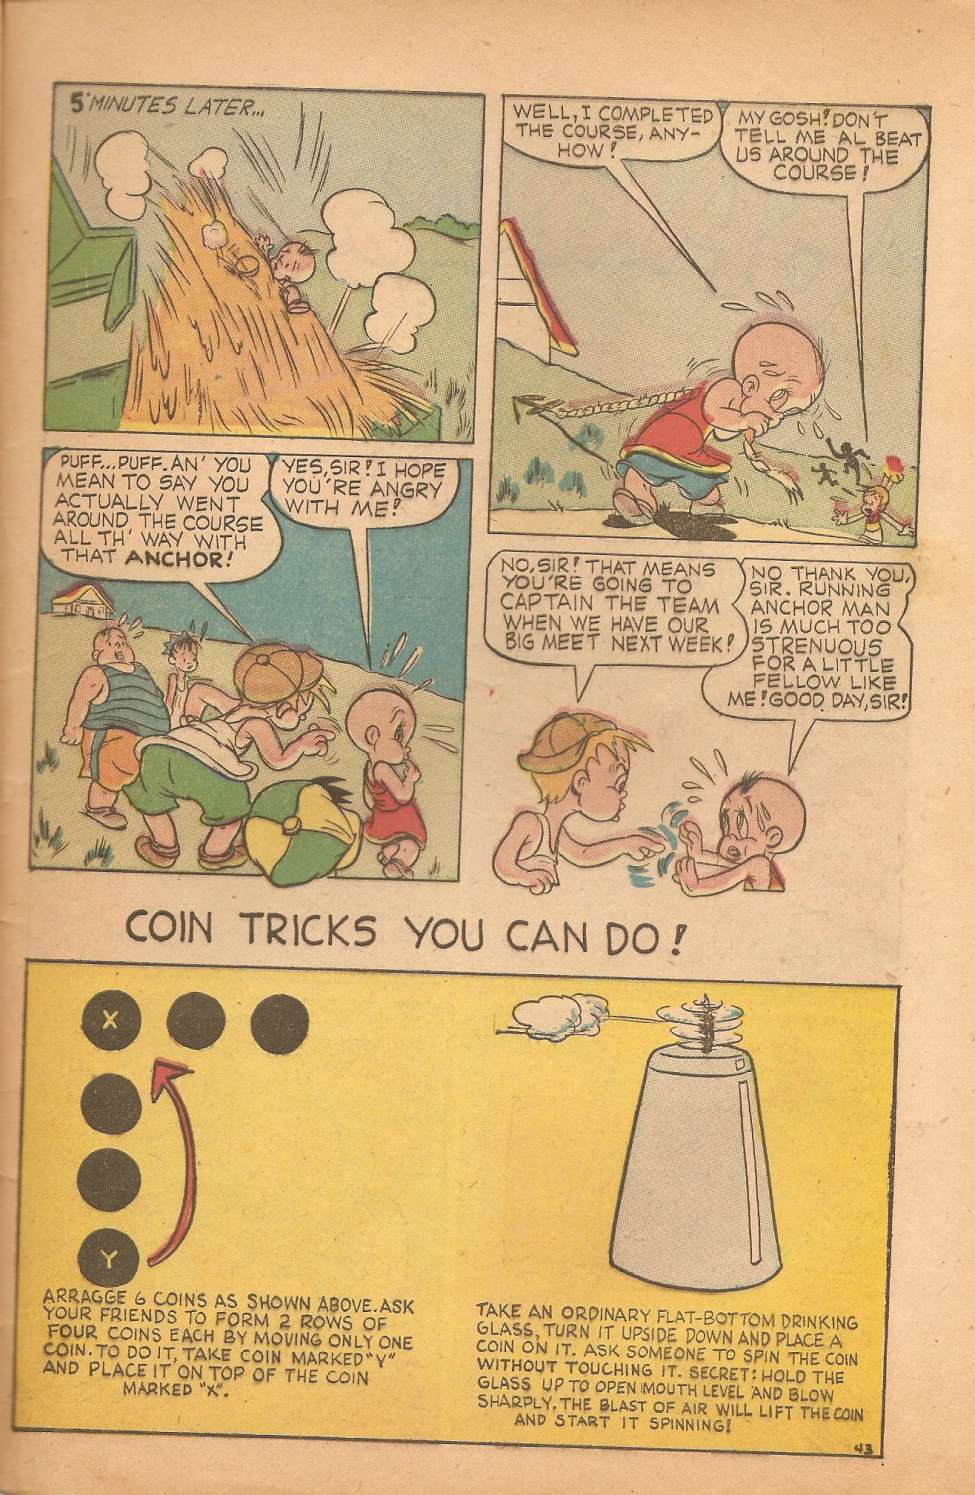 5 MINUTES LATER...
WELL, I COMPLETED
THE COURSE, ANY-
HOW!
MY GOSH! DON'T
TELL ME AL BEAT
US AROUND THE
COURSE!
PUFF...PUFF. AN' YOU
MEAN TO SAY YOU
ACTUALLY WENT
AROUND THE COURSE
ALL TH' WAY WITH
THAT ANCHOR!
YES, SIR! I HOPE
YOU'RE ANGRY
WITH ME!
NO, SIR! THAT MEANS
YOU'RE GOING TO
CAPTAIN THE TEAM
WHEN WE HAVE OUR
BIG MEET NEXT WEEK!
NO THANK YOU,
SIR. RUNNING
ANCHOR MAN
IS MUCH TOO
STRENUOUS
FOR A LITTLE
FELLOW LIKE
ME! GOOD DAY, SIR!
COIN TRICKS YOU CAN DO!
X
Y
ARRAGGE 6 COINS AS SHOWN ABOVE. ASK
YOUR FRIENDS TO FORM 2 ROWS OF
FOUR COINS EACH BY MOVING ONLY ONE
COIN. TO DO IT, TAKE COIN MARKED "Y"
AND PLACE IT ON TOP OF THE COIN
MARKED "X".
TAKE AN ORDINARY FLAT-BOTTOM DRINKING
GLASS, TURN IT UPSIDE DOWN AND PLACE A
COIN ON IT. ASK SOMEONE TO SPIN THE COIN
WITHOUT TOUCHING IT. SECRET: HOLD THE
GLASS UP TO OPEN MOUTH LEVEL AND BLOW
SHARPLY. THE BLAST OF AIR WILL LIFT THE COIN
AND START IT SPINNING!
43